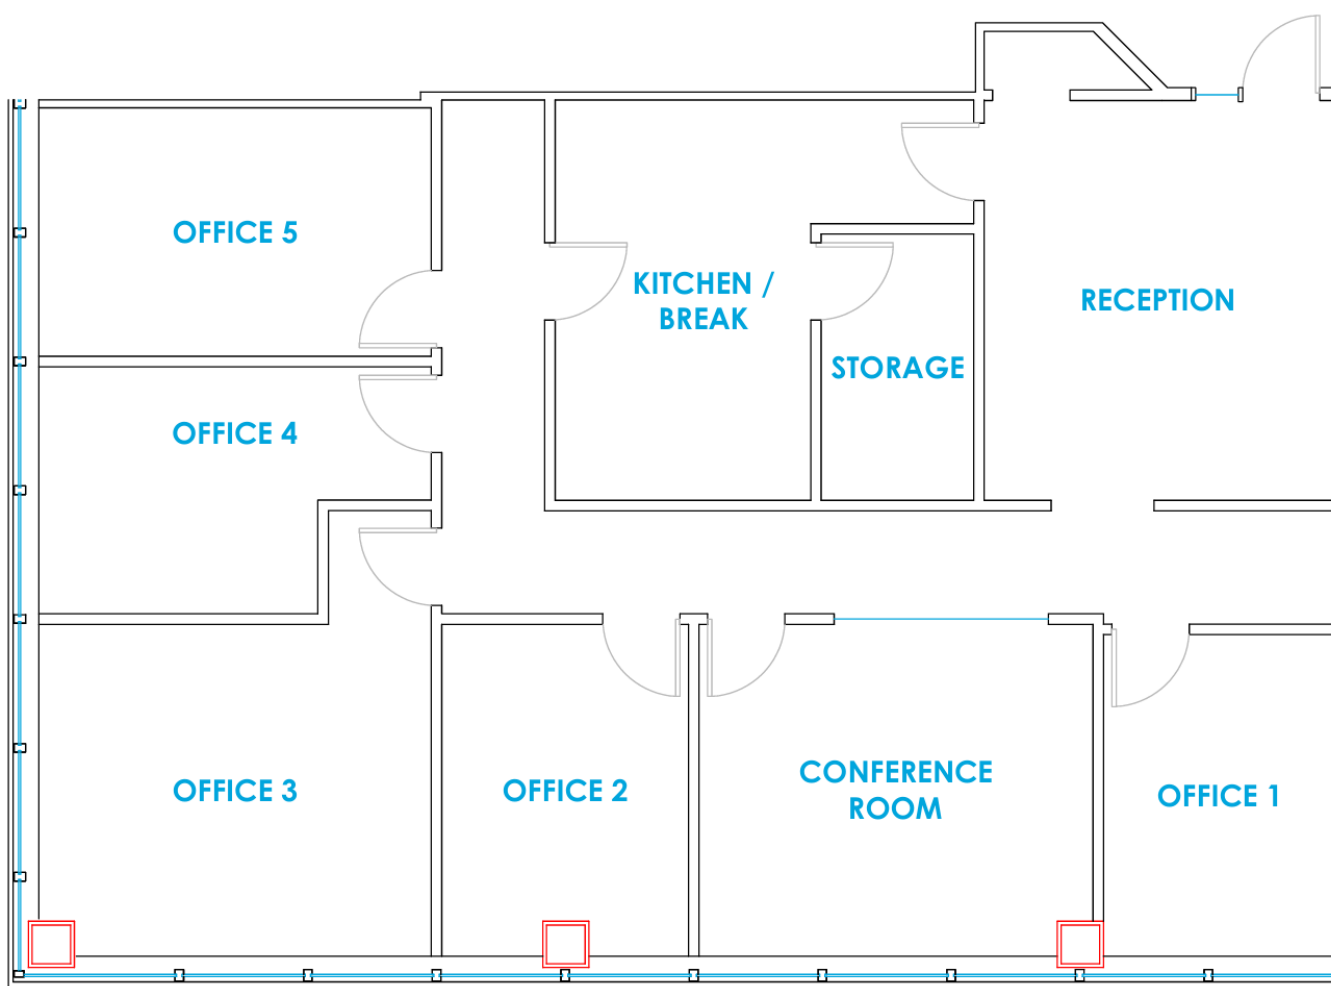 OFFICE 5
KITCHEN /
BREAK
RECEPTION
STORAGE
OFFICE 4
CONFERENCE
ROOM
OFFICE 3
OFFICE 2
OFFICE 1